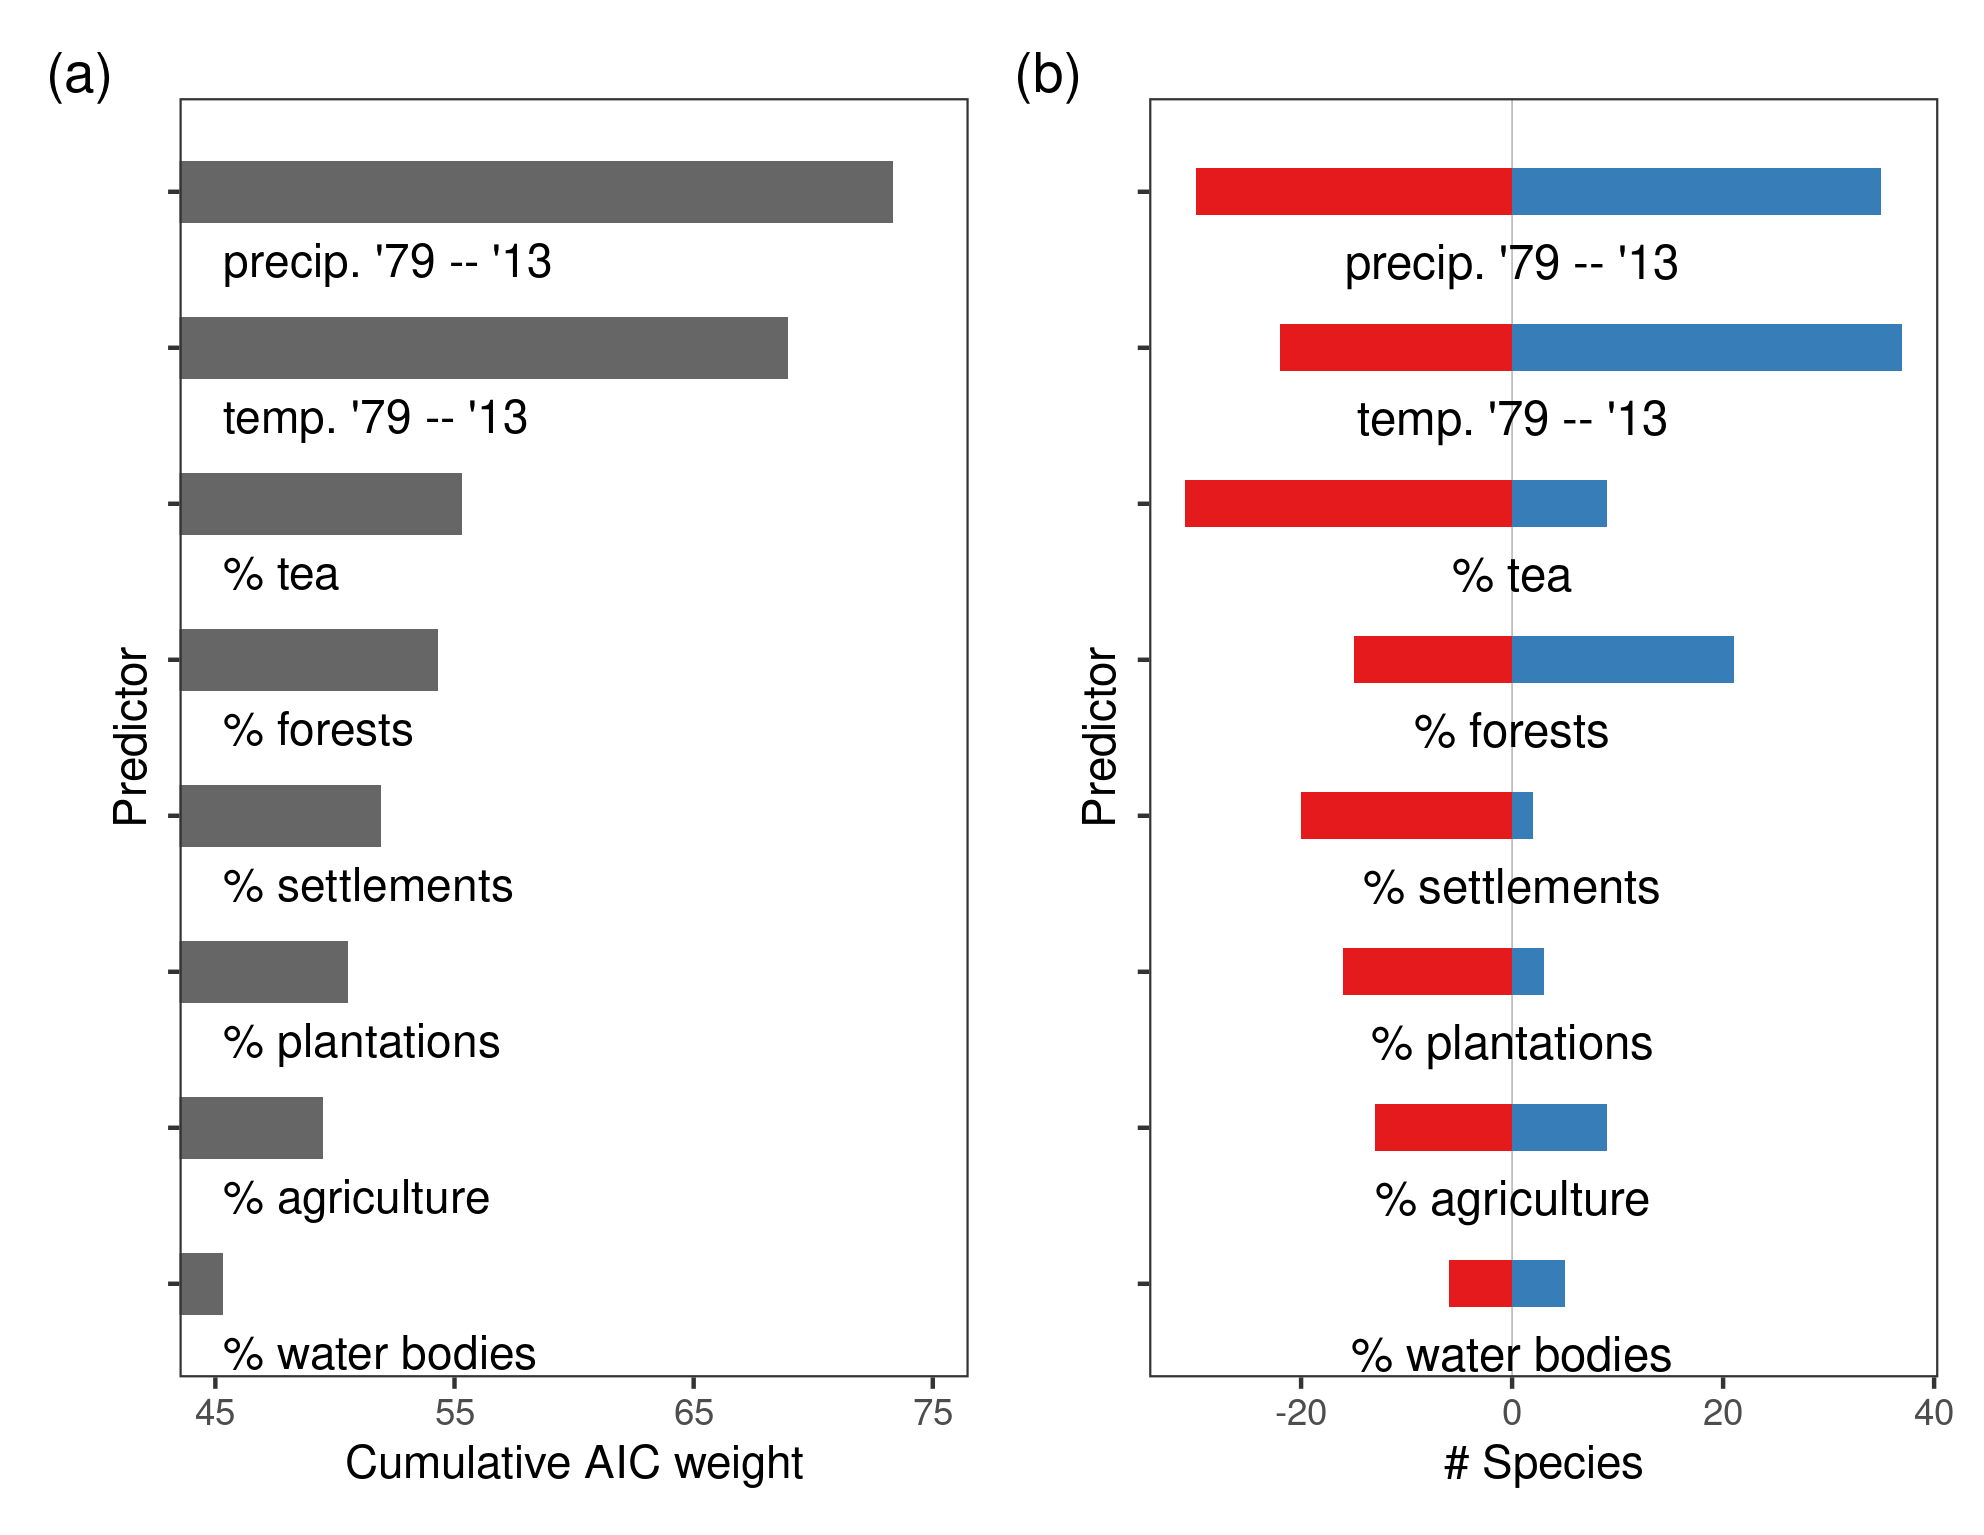 (a)
Predictor
precip. '79 -- '13
temp. '79 -- '13
% tea
% forests
% settlements
% plantations
% agriculture
% water bodies
45 55 65 75
Cumulative AIC weight
(b)
Predictor
precip. '79 -- '13
temp. '79 -- '13
% tea
% forests
% settlements
% plantations
% agriculture
% water bodies
-20 0 20 40
# Species